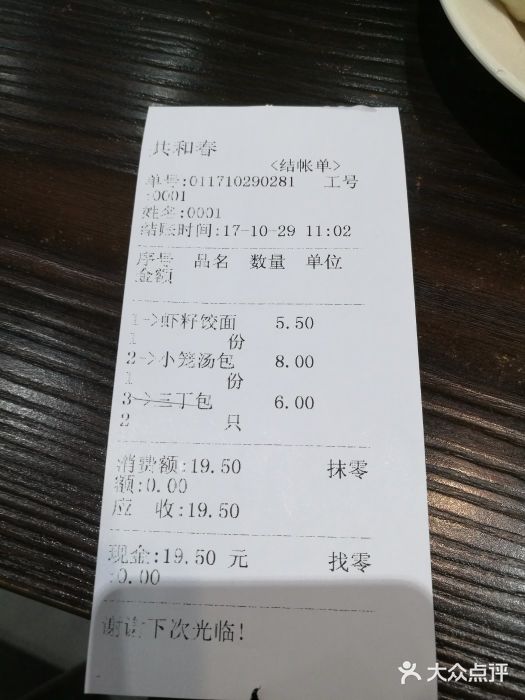 共和春
<结帐单>
单号:011710290281 工号
:0001
姓名:0001
结账时间:17-10-29 11:02
序号 品名 数量 单位
金额
1->虾籽饺面 5.50
1 份
2->小笼汤包 8.00
1 份
3->三丁包 6.00
2 只
消费额:19.50 抹零
额:0.00
应 收:19.50
现金:19.50 元 找零
:0.00
谢谢下次光临!
大众点评